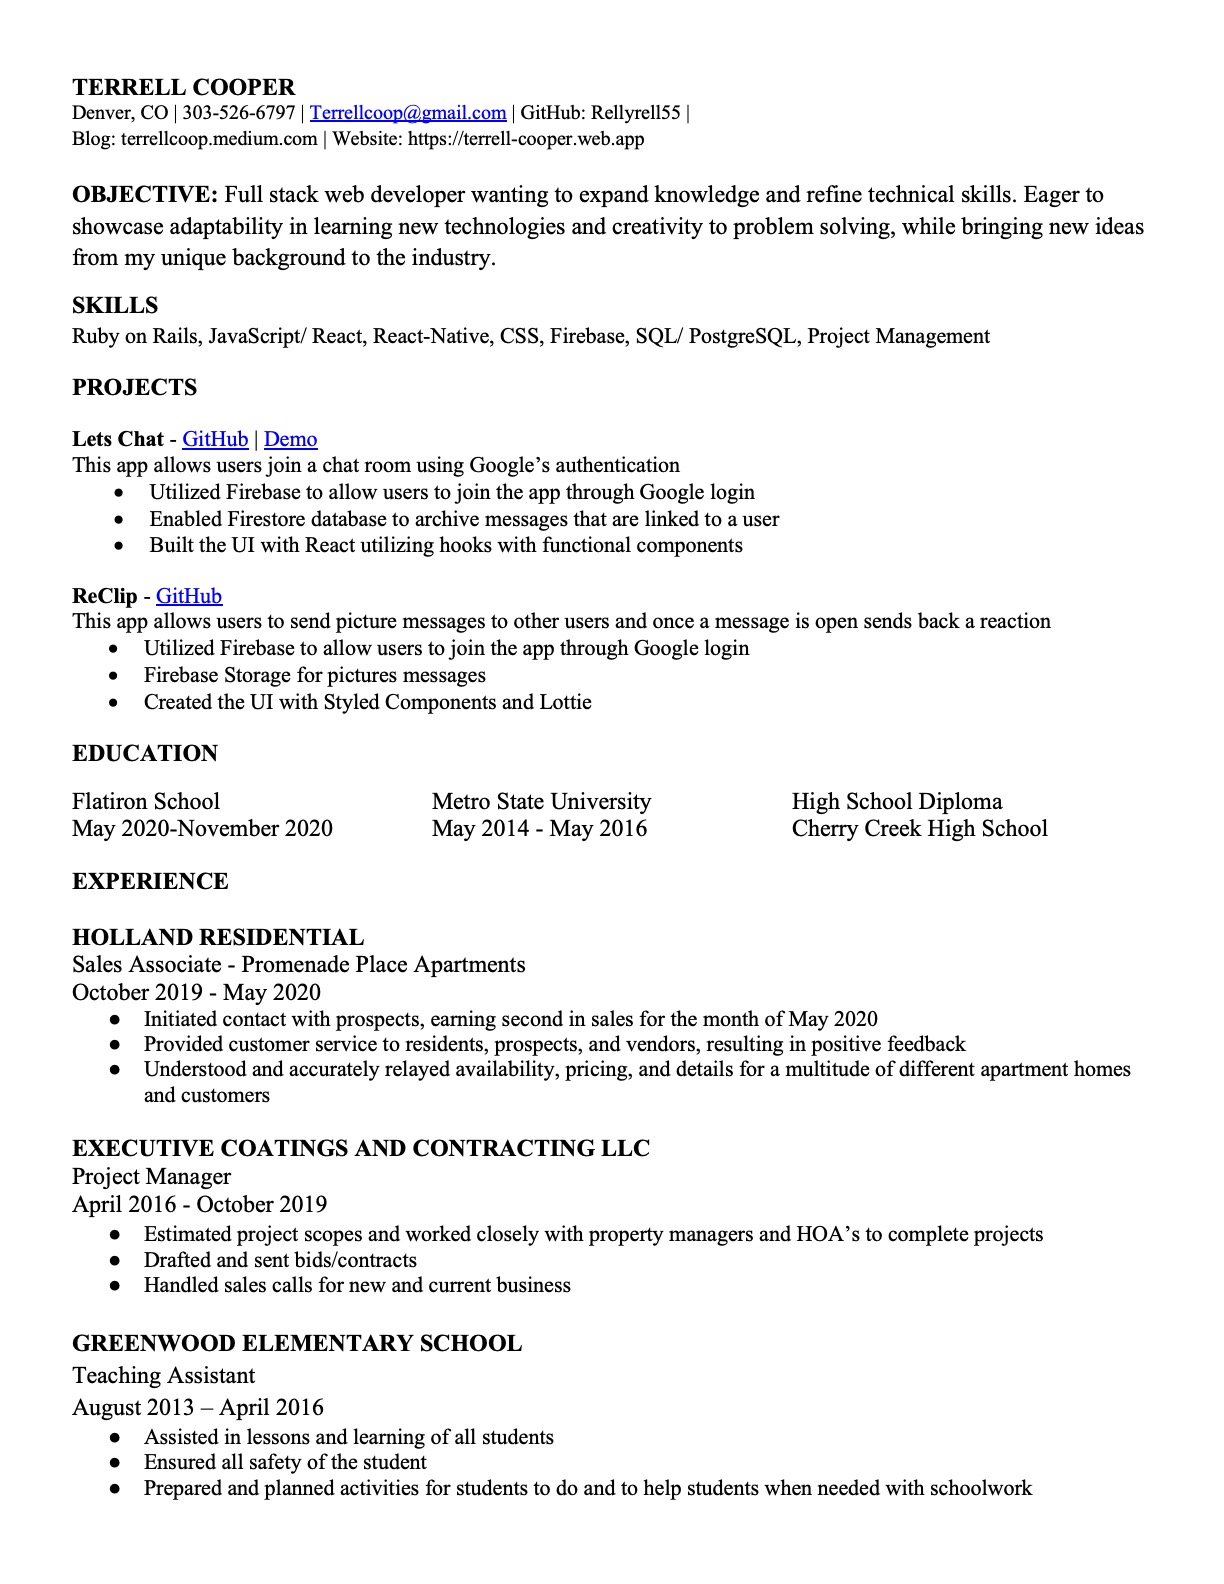 TERRELL COOPER
Denver, CO | 303-526-6797 | Terrellcoop@gmail.com | GitHub: Rellyrell55 |
Blog: terrellcoop.medium.com | Website: https://terrell-cooper.web.app
OBJECTIVE: Full stack web developer wanting to expand knowledge and refine technical skills. Eager to
showcase adaptability in learning new technologies and creativity to problem solving, while bringing new ideas
from my unique background to the industry.
SKILLS
Ruby on Rails, JavaScript/ React, React-Native, CSS, Firebase, SQL/ PostgreSQL, Project Management
PROJECTS
Lets Chat - GitHub | Demo
This app allows users join a chat room using Google’s authentication
● Utilized Firebase to allow users to join the app through Google login
● Enabled Firestore database to archive messages that are linked to a user
● Built the UI with React utilizing hooks with functional components
ReClip - GitHub
This app allows users to send picture messages to other users and once a message is open sends back a reaction
● Utilized Firebase to allow users to join the app through Google login
● Firebase Storage for pictures messages
● Created the UI with Styled Components and Lottie
EDUCATION
Flatiron School Metro State University High School Diploma
May 2020-November 2020 May 2014 - May 2016 Cherry Creek High School
EXPERIENCE
HOLLAND RESIDENTIAL
Sales Associate - Promenade Place Apartments
October 2019 - May 2020
● Initiated contact with prospects, earning second in sales for the month of May 2020
● Provided customer service to residents, prospects, and vendors, resulting in positive feedback
● Understood and accurately relayed availability, pricing, and details for a multitude of different apartment homes
and customers
EXECUTIVE COATINGS AND CONTRACTING LLC
Project Manager
April 2016 - October 2019
● Estimated project scopes and worked closely with property managers and HOA’s to complete projects
● Drafted and sent bids/contracts
● Handled sales calls for new and current business
GREENWOOD ELEMENTARY SCHOOL
Teaching Assistant
August 2013 – April 2016
● Assisted in lessons and learning of all students
● Ensured all safety of the student
● Prepared and planned activities for students to do and to help students when needed with schoolwork